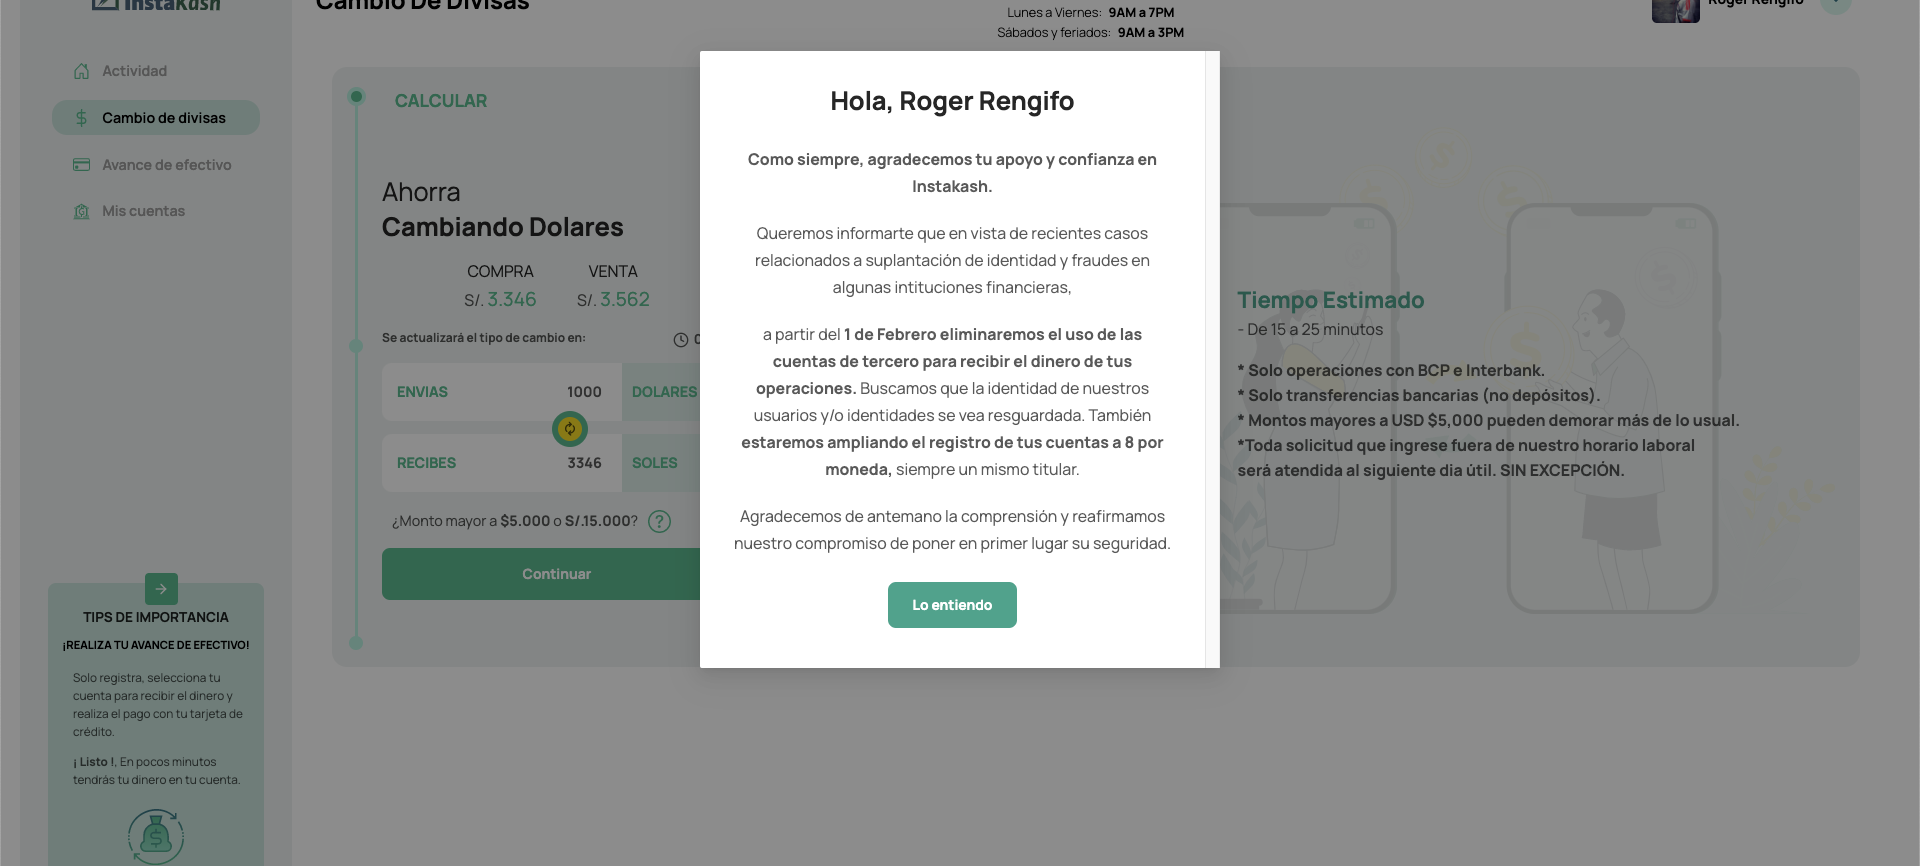 InstaKash
Cambio De Divisas
Lunes a Viernes: 9AM a 7PM
Sábados y feriados: 9AM a 3PM
Roger Rengifo
Actividad
Cambio de divisas
Avance de efectivo
Mis cuentas
TIPS DE IMPORTANCIA
¡REALIZA TU AVANCE DE EFECTIVO!
Solo registra, selecciona tu
cuenta para recibir el dinero y
realiza el pago con tu tarjeta de
crédito.
¡ Listo !, En pocos minutos
tendrás tu dinero en tu cuenta.
CALCULAR
Ahorra
Cambiando Dolares
COMPRA VENTA
S/. 3.346 S/. 3.562
Se actualizará el tipo de cambio en:
ENVIAS 1000 DOLARES
RECIBES 3346 SOLES
¿Monto mayor a $5.000 o S/.15.000? ?
Continuar
Hola, Roger Rengifo
Como siempre, agradecemos tu apoyo y confianza en
Instakash.
Queremos informarte que en vista de recientes casos
relacionados a suplantación de identidad y fraudes en
algunas intituciones financieras,
a partir del 1 de Febrero eliminaremos el uso de las
cuentas de tercero para recibir el dinero de tus
operaciones. Buscamos que la identidad de nuestros
usuarios y/o identidades se vea resguardada. También
estaremos ampliando el registro de tus cuentas a 8 por
moneda, siempre un mismo titular.
Agradecemos de antemano la comprensión y reafirmamos
nuestro compromiso de poner en primer lugar su seguridad.
Lo entiendo
Tiempo Estimado
- De 15 a 25 minutos
* Solo operaciones con BCP e Interbank.
* Solo transferencias bancarias (no depósitos).
* Montos mayores a USD $5,000 pueden demorar más de lo usual.
*Toda solicitud que ingrese fuera de nuestro horario laboral
será atendida al siguiente dia útil. SIN EXCEPCIÓN.